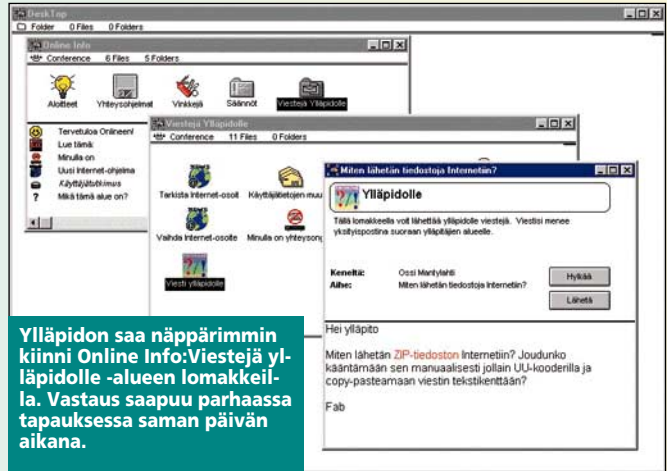 DeskTop
Folder 0 Files 0 Folders
Online Info
Conference 6 Files 5 Folders
Aloitteet Yhteysohjelmat Vinkkejä Säännöt Viestejä Ylläpidolle
Tervetuloa Onlineen!
Lue tämä:
Minulla on
Uusi Internet-ohjelma
Käyttäjätutkimus
Mikä tämä alue on?
Viestejä Ylläpidolle
Conference 11 Files 0 Folders
Tarkista Internet-osoit Käyttäjätietojen muu
Vaihda Internet-osoite Minulla on yhteysong
Viesti ylläpidolle
Miten lähetän tiedostoja Internetiin?
Ylläpidolle
Tällä lomakkeella voit lähettää ylläpidolle viestejä. Viestisi menee
yksityispostina suoraan ylläpitäjien alueelle.
Keneltä: Ossi Mantylahti
Aihe: Miten lähetän tiedostoja Internetiin?
Hylkää
Lähetä
Hei ylläpito
Miten lähetän ZIP-tiedoston Internetiin? Joudunko
kääntämään sen manuaalisesti jollain UU-kooderilla ja
copy-pasteamaan viestin tekstikenttään?
Fab
Ylläpidon saa näppärimmin
kiinni Online Info:Viestejä yl-
läpidolle -alueen lomakkeil-
la. Vastaus saapuu parhaassa
tapauksessa saman päivän
aikana.